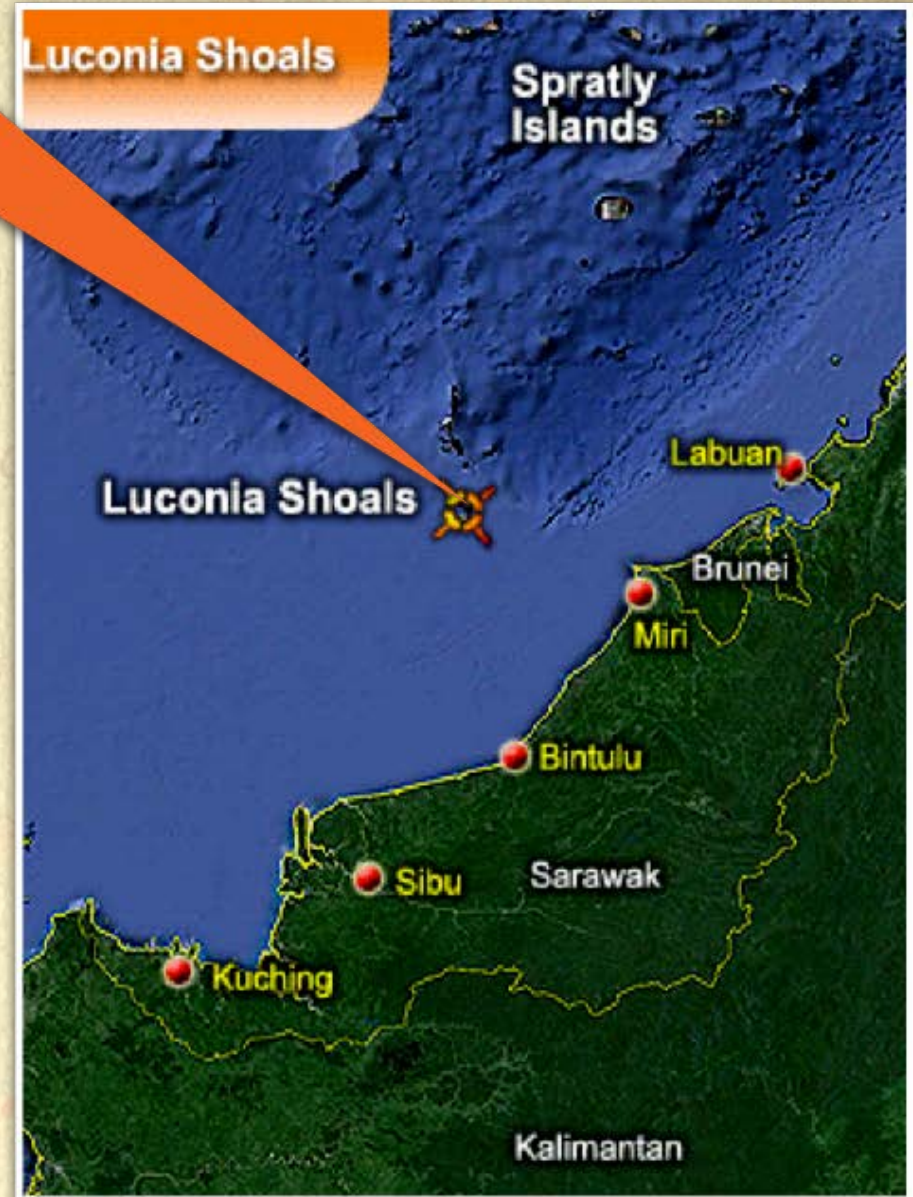 Luconia Shoals
Spratly
Islands
Labuan
Luconia Shoals
Brunei
Miri
Bintulu
Sibu
Sarawak
Kuching
Kalimantan